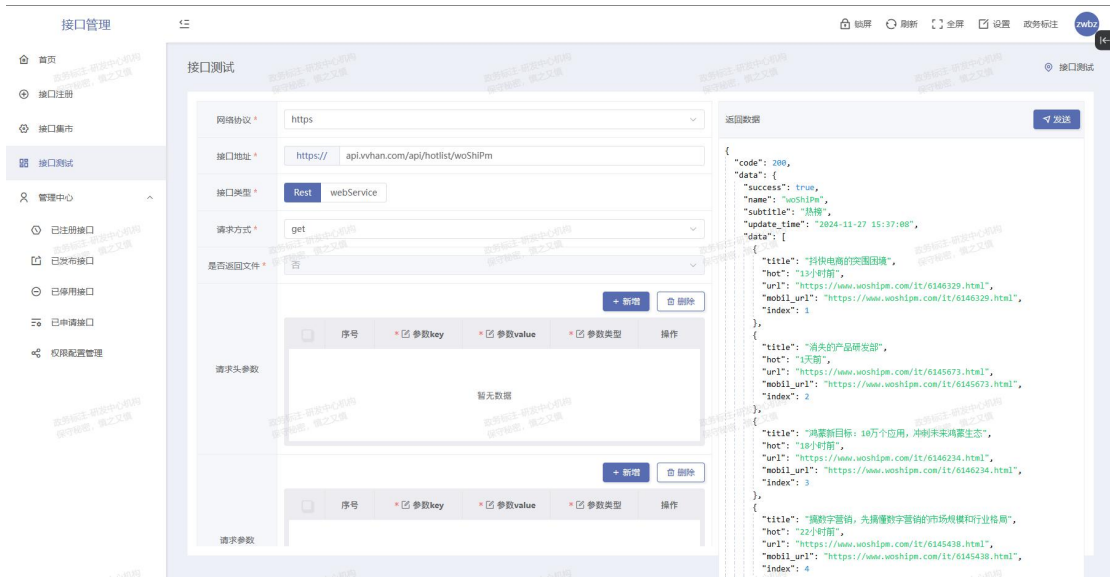 接口管理
锁屏 刷新 全屏 设置 政务标注 zwbz
首页
接口注册
接口集市
接口测试
管理中心
已注册接口
已发布接口
已停用接口
已申请接口
权限配置管理
接口测试
接口测试
网络协议 * https
接口地址 * https:// api.vvhan.com/api/hotlist/woShiPm
接口类型 * Rest webService
请求方式 * get
是否返回文件 * 否
请求头参数
+ 新增 删除
序号 * 参数key * 参数value * 参数类型 操作
暂无数据
请求参数
+ 新增 删除
序号 * 参数key * 参数value * 参数类型 操作
返回数据 发送
{
"code": 200,
"data": {
"success": true,
"name": "woShiPm",
"subtitle": "热榜",
"update_time": "2024-11-27 15:37:08",
"data": [
{
"title": "抖快电商的突围困境",
"hot": "13小时前",
"url": "https://www.woshipm.com/it/6146329.html",
"mobil_url": "https://www.woshipm.com/it/6146329.html",
"index": 1
},
{
"title": "消失的产品研发部",
"hot": "1天前",
"url": "https://www.woshipm.com/it/6145673.html",
"mobil_url": "https://www.woshipm.com/it/6145673.html",
"index": 2
},
{
"title": "鸿蒙新目标：10万个应用，冲刺未来鸿蒙生态",
"hot": "18小时前",
"url": "https://www.woshipm.com/it/6146234.html",
"mobil_url": "https://www.woshipm.com/it/6146234.html",
"index": 3
},
{
"title": "搞数字营销，先搞懂数字营销的市场规模和行业格局",
"hot": "22小时前",
"url": "https://www.woshipm.com/it/6145438.html",
"mobil_url": "https://www.woshipm.com/it/6145438.html",
"index": 4
政务标注-研发中心机构
保守秘密，慎之又慎